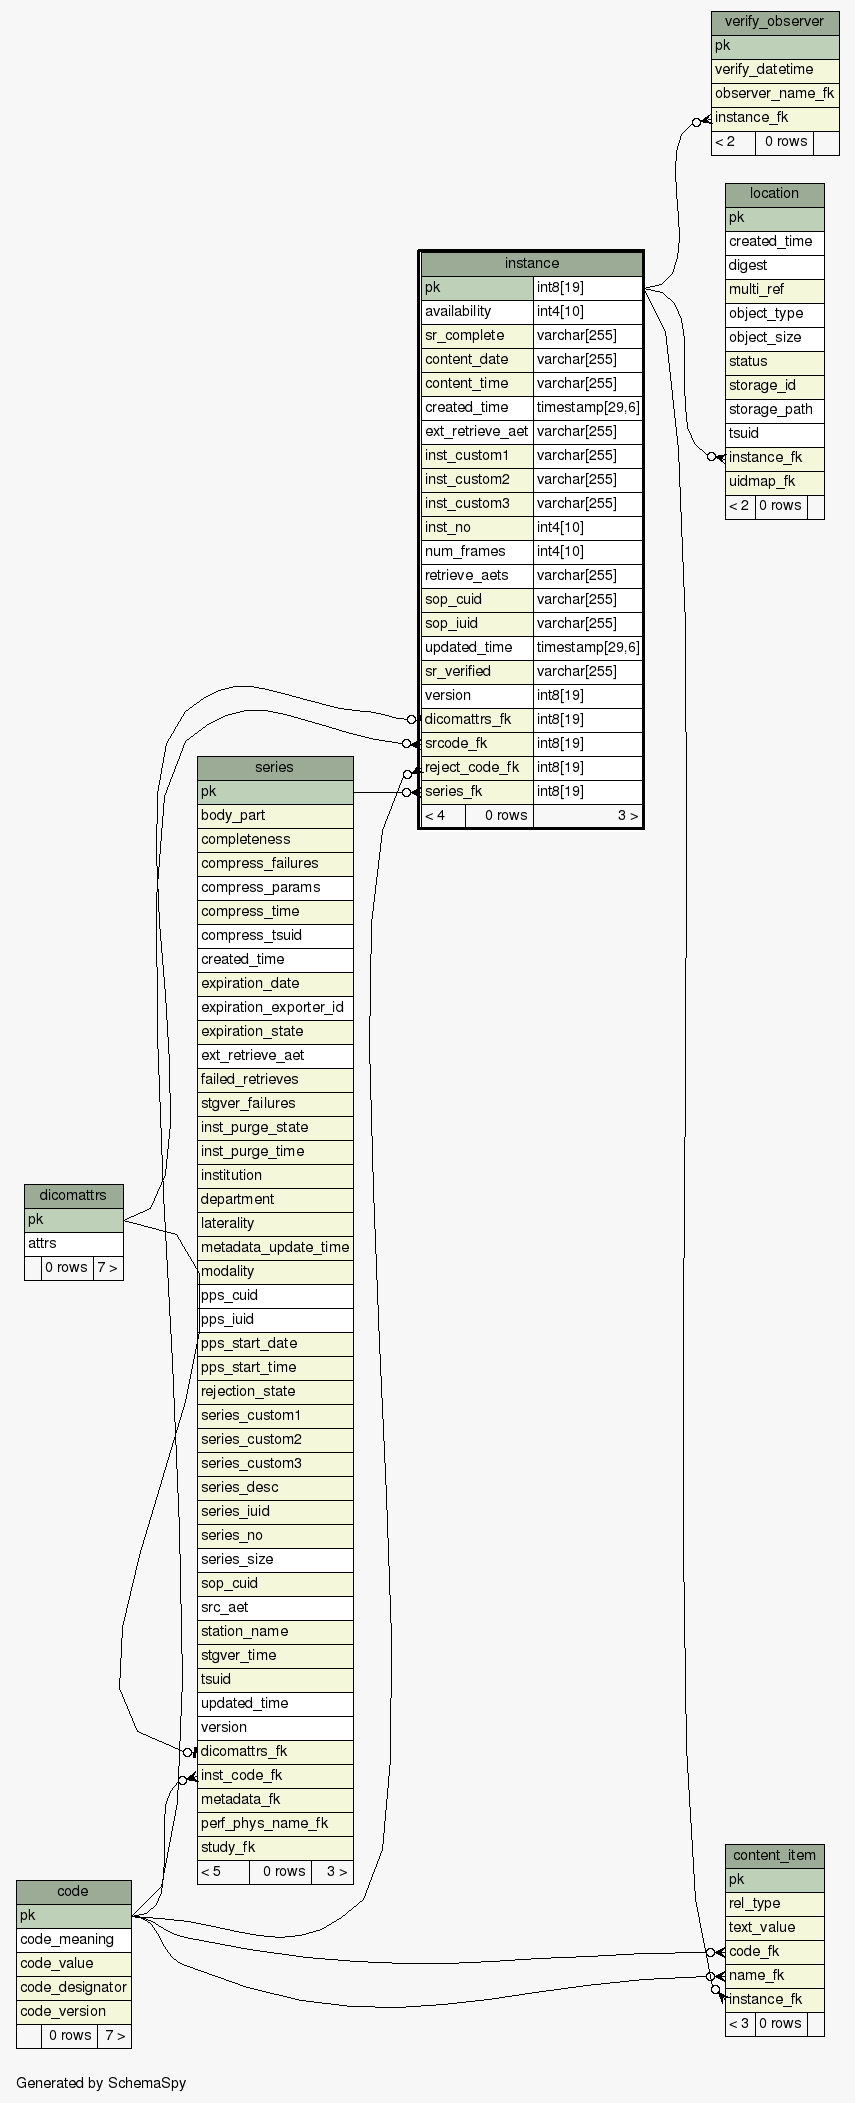 verify_observer
pk
verify_datetime
observer_name_fk
instance_fk
< 2 0 rows
location
pk
created_time
digest
multi_ref
object_type
object_size
status
storage_id
storage_path
tsuid
instance_fk
uidmap_fk
< 2 0 rows
instance
pk int8[19]
availability int4[10]
sr_complete varchar[255]
content_date varchar[255]
content_time varchar[255]
created_time timestamp[29,6]
ext_retrieve_aet varchar[255]
inst_custom1 varchar[255]
inst_custom2 varchar[255]
inst_custom3 varchar[255]
inst_no int4[10]
num_frames int4[10]
retrieve_aets varchar[255]
sop_cuid varchar[255]
sop_iuid varchar[255]
updated_time timestamp[29,6]
sr_verified varchar[255]
version int8[19]
dicomattrs_fk int8[19]
srcode_fk int8[19]
reject_code_fk int8[19]
series_fk int8[19]
< 4 0 rows 3 >
series
pk
body_part
completeness
compress_failures
compress_params
compress_time
compress_tsuid
created_time
expiration_date
expiration_exporter_id
expiration_state
ext_retrieve_aet
failed_retrieves
stgver_failures
inst_purge_state
inst_purge_time
institution
department
laterality
metadata_update_time
modality
pps_cuid
pps_iuid
pps_start_date
pps_start_time
rejection_state
series_custom1
series_custom2
series_custom3
series_desc
series_iuid
series_no
series_size
sop_cuid
src_aet
station_name
stgver_time
tsuid
updated_time
version
dicomattrs_fk
inst_code_fk
metadata_fk
perf_phys_name_fk
study_fk
< 5 0 rows 3 >
dicomattrs
pk
attrs
0 rows 7 >
code
pk
code_meaning
code_value
code_designator
code_version
0 rows 7 >
content_item
pk
rel_type
text_value
code_fk
name_fk
instance_fk
< 3 0 rows
Generated by SchemaSpy